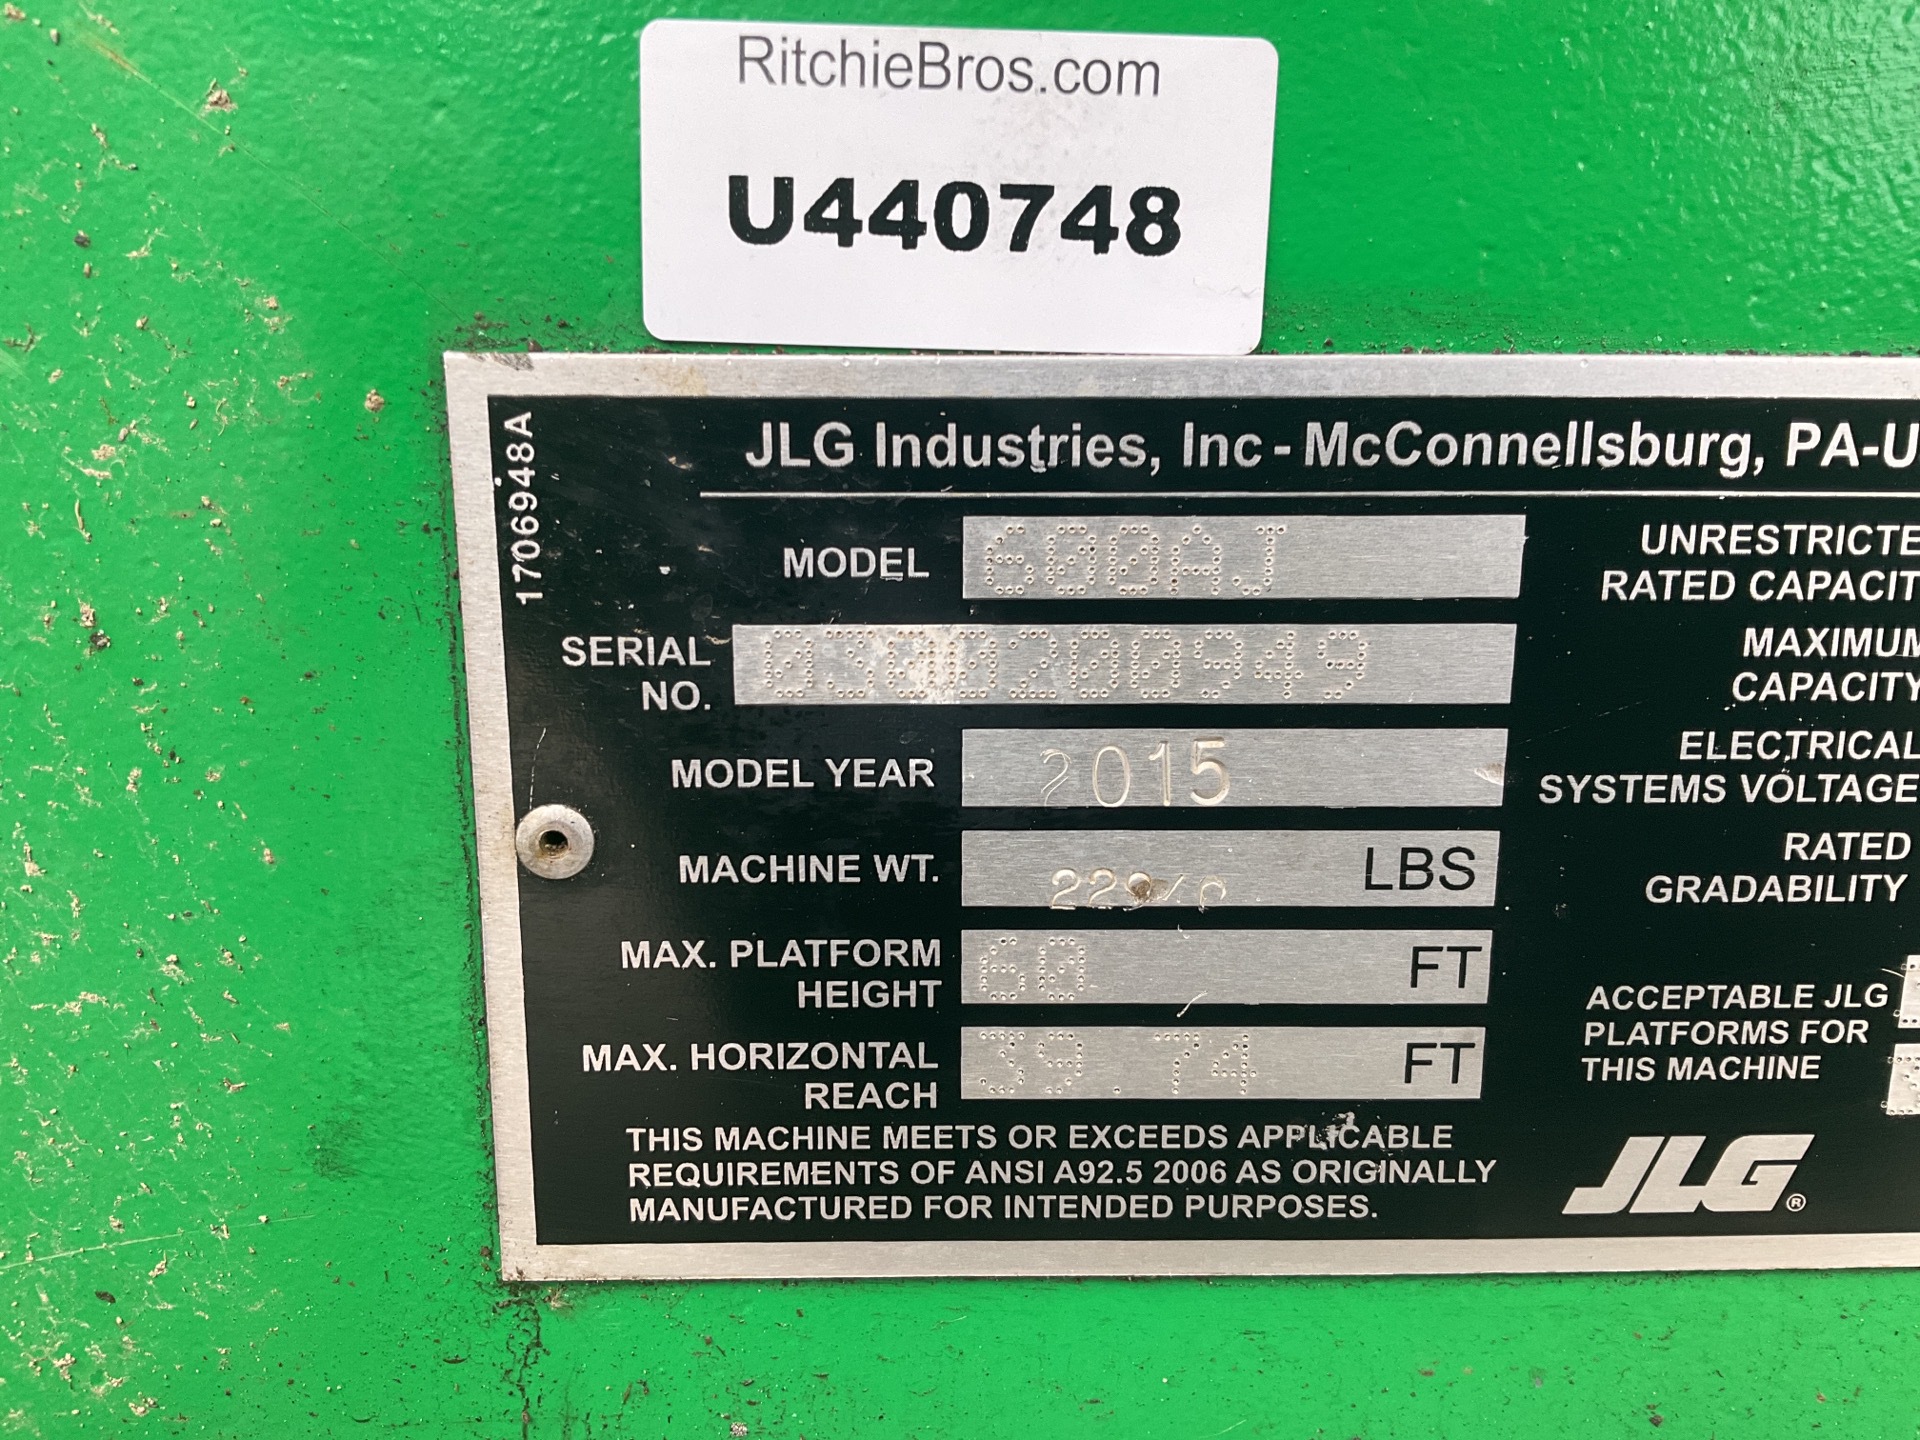 RitchieBros.com
U440748
1706948A
JLG Industries, Inc - McConnellsburg, PA-U
MODEL 600AJ
SERIAL NO. 0300200949
MODEL YEAR 2015
MACHINE WT. LBS
MAX. PLATFORM HEIGHT 60 FT
MAX. HORIZONTAL REACH 39.74 FT
THIS MACHINE MEETS OR EXCEEDS APPLICABLE
REQUIREMENTS OF ANSI A92.5 2006 AS ORIGINALLY
MANUFACTURED FOR INTENDED PURPOSES.
UNRESTRICTE
RATED CAPACIT
MAXIMUM
CAPACITY
ELECTRICAL
SYSTEMS VOLTAGE
RATED
GRADABILITY
ACCEPTABLE JLG
PLATFORMS FOR
THIS MACHINE
JLG®